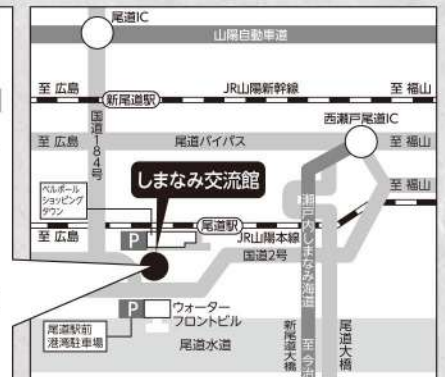 尾道IC
山陽自動車道
至 広島
JR山陽新幹線
至 福山
新尾道駅
西瀬戸尾道IC
国道184号
至 広島
尾道バイパス
至 福山
しまなみ交流館
至 福山
ベルポール
ショッピング
タウン
P
尾道駅
至 広島
JR山陽本線
国道2号
瀬戸内しまなみ海道
至 今治
P
ウォーター
フロントビル
尾道駅前
港湾駐車場
尾道水道
新尾道大橋
尾道大橋